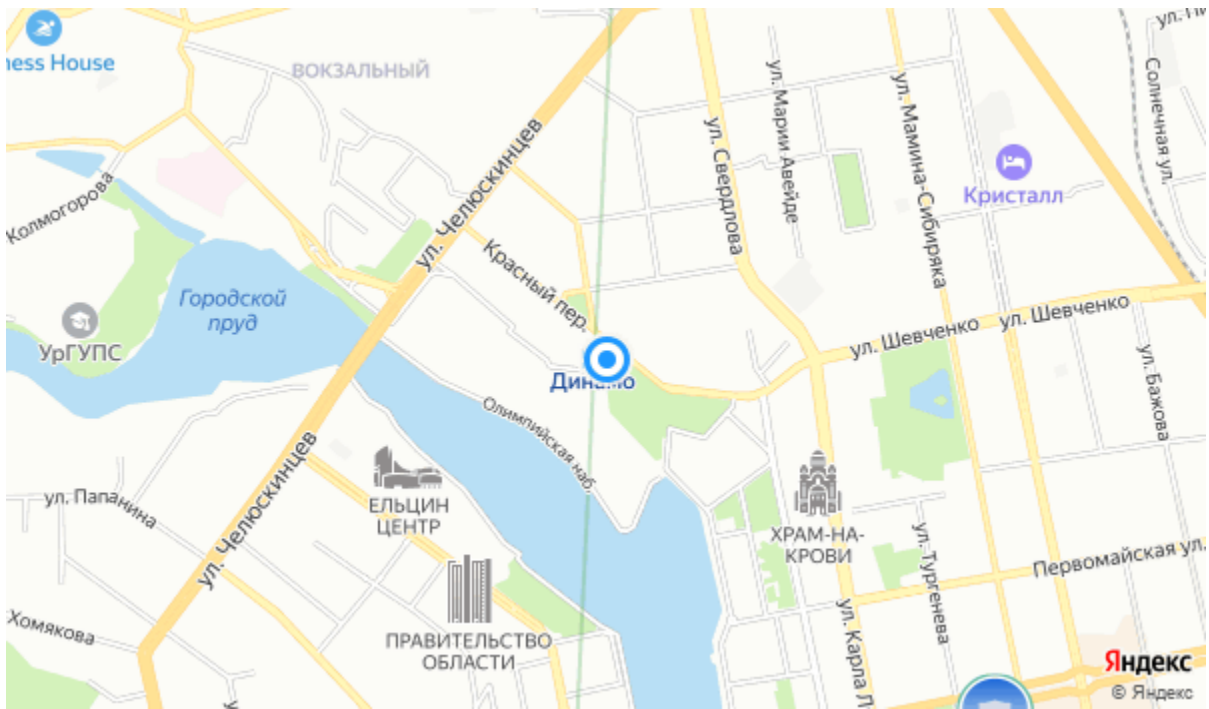 ness House
ВОКЗАЛЬНЫЙ
ул. Челюскинцев
ул. Свердлова
ул. Марии Авейде
ул. Мамина-Сибиряка
Солнечная ул.
Кристалл
Колмогорова
Красный пер.
Городской
пруд
УрГУПС
ул. Шевченко
ул. Шевченко
Динамо
ул. Бажова
Олимпийская наб.
ул. Челюскинцев
ул. Папанина
ЕЛЬЦИН
ЦЕНТР
ХРАМ-НА-
КРОВИ
ул. Тургенева
Первомайская ул.
Хомякова
ПРАВИТЕЛЬСТВО
ОБЛАСТИ
ул. Карла Л
Яндекс
© Яндекс